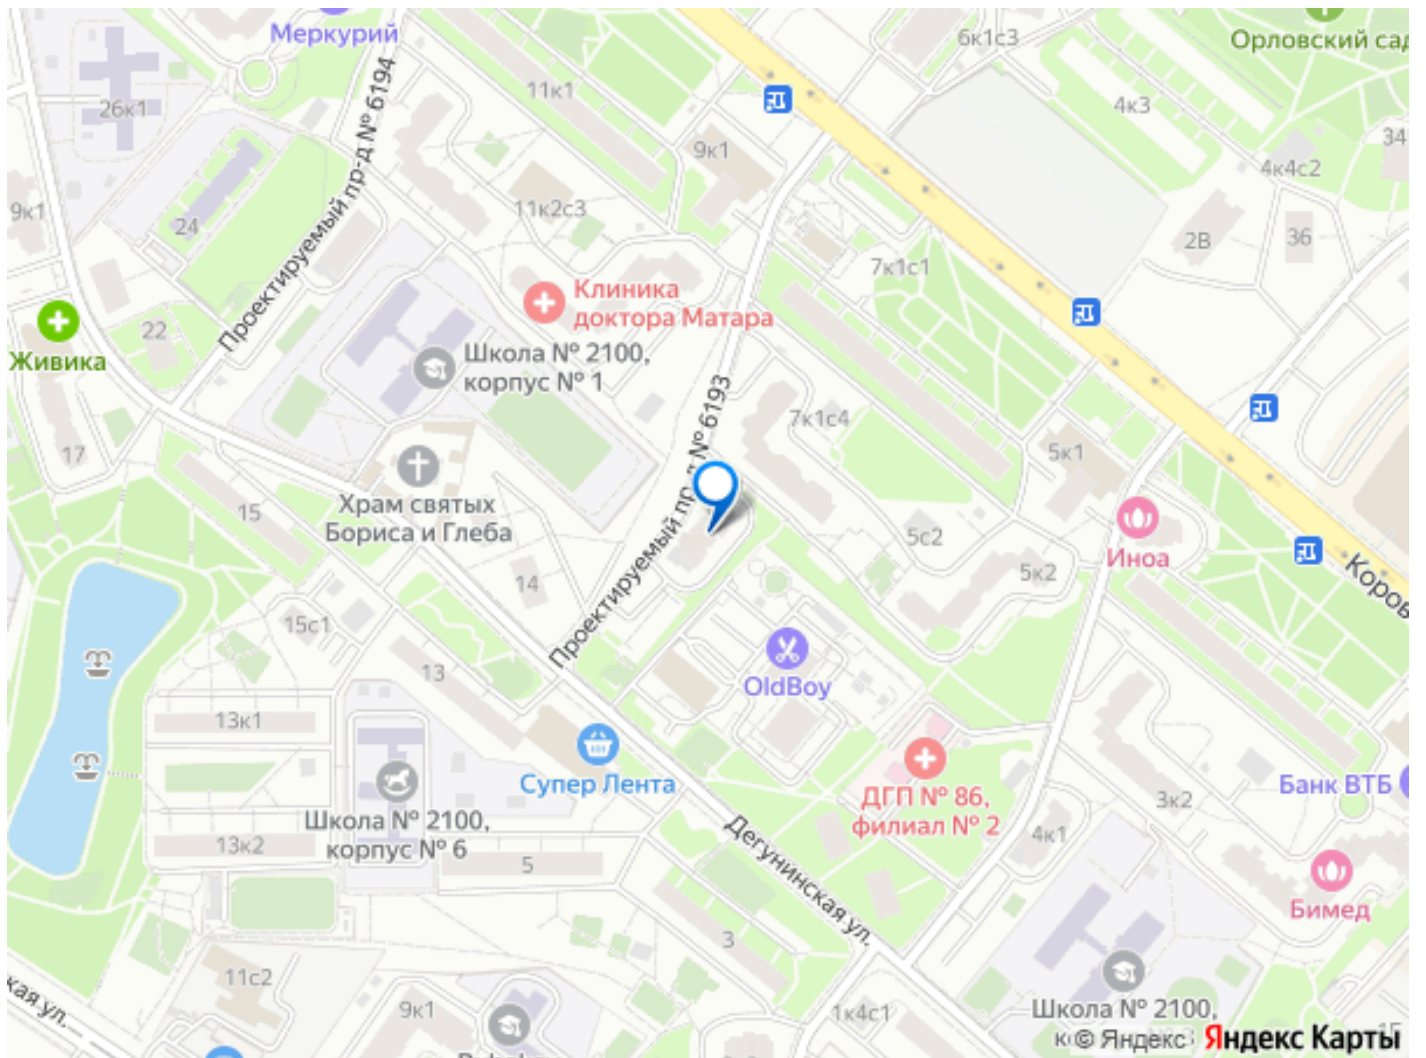 Меркурий
Орловский сад
6к1с3
11к1
26к1
4к3
9к1
34
4к4с2
Проектируемый пр-д № 6194
9к1
24
11к2с3
2В
36
7к1с1
Клиника
доктора Матара
22
Живика
Школа № 2100,
корпус № 1
Проектируемый пр-д № 6193
7к1с4
17
5к1
Храм святых
Бориса и Глеба
15
5с2
Иноа
5к2
14
Коров
15с1
13
OldBoy
13к1
Супер Лента
ДГП № 86,
филиал № 2
Банк ВТБ
3к2
Школа № 2100,
корпус № 6
13к2
5
4к1
Дегунинская ул.
Бимед
3
11с2
кая ул.
9к1
1к4с1
Школа № 2100,
© Яндекс Яндекс Карты